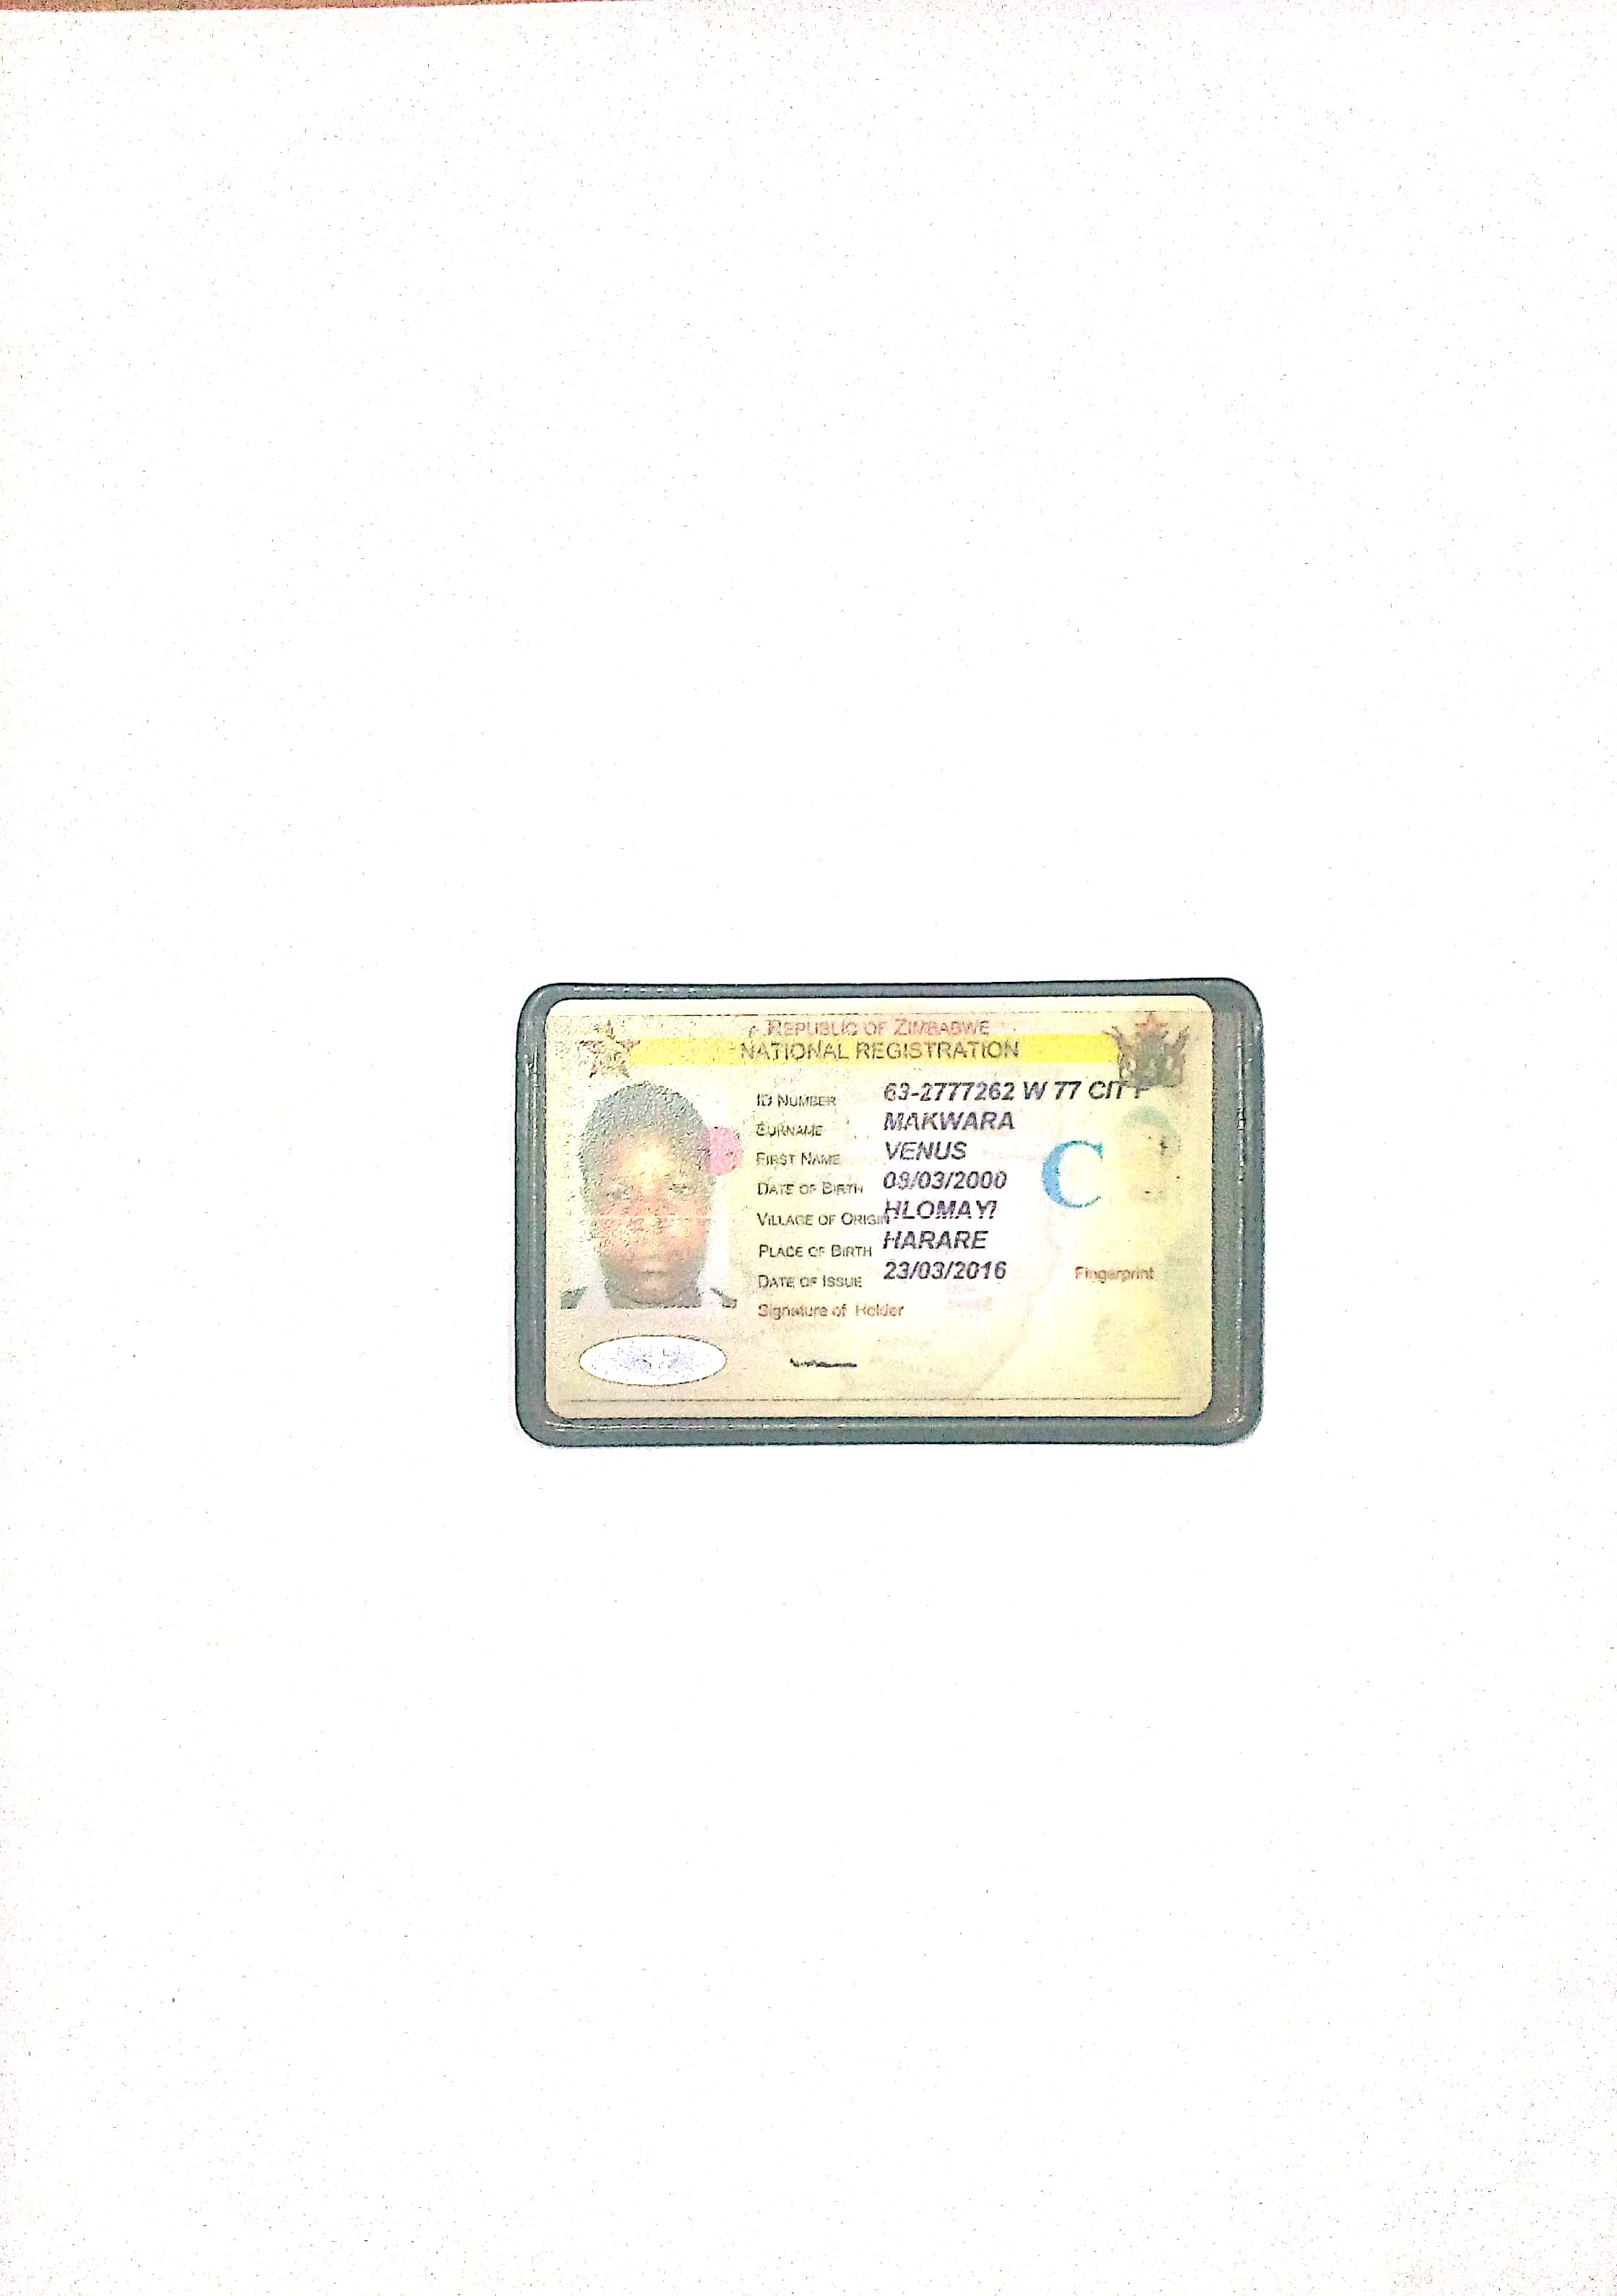 REPUBLIC OF ZIMBABWE
NATIONAL REGISTRATION
ID NUMBER 63-2777262 W 77 CIT F
SURNAME MAKWARA
FIRST NAME VENUS
DATE OF BIRTH 08/03/2000
VILLAGE OF ORIGIN HLOMAYI
PLACE OF BIRTH HARARE
DATE OF ISSUE 23/03/2016
C
Fingerprint
Signature of Holder